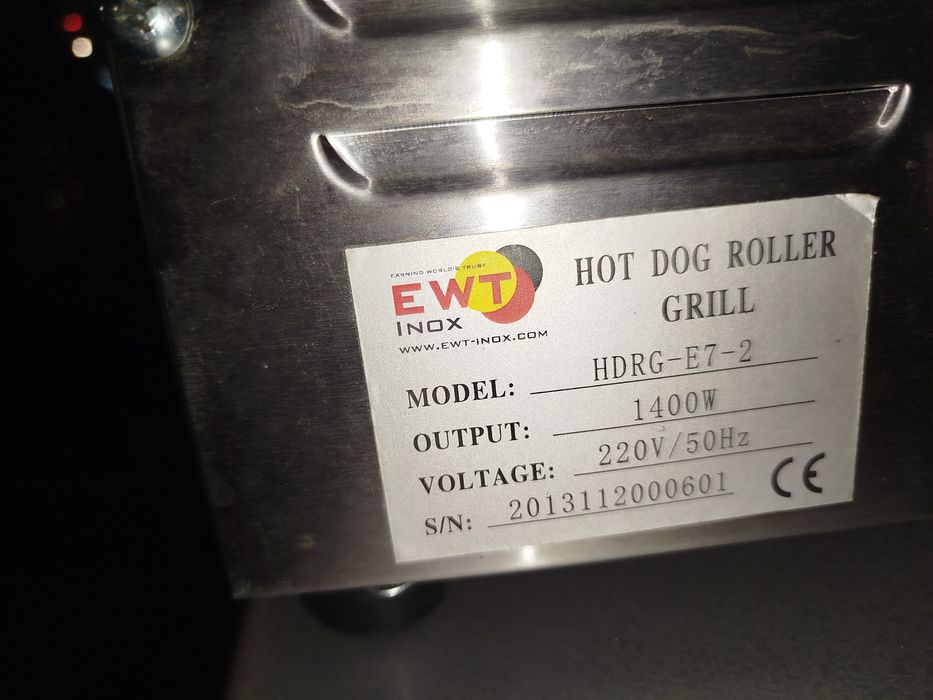 EARNING WORLD'S TRUST
EWT
INOX
WWW.EWT-INOX.COM
HOT DOG ROLLER
GRILL
MODEL: HDRG-E7-2
OUTPUT: 1400W
VOLTAGE: 220V/50Hz
S/N: 2013112000601
CE